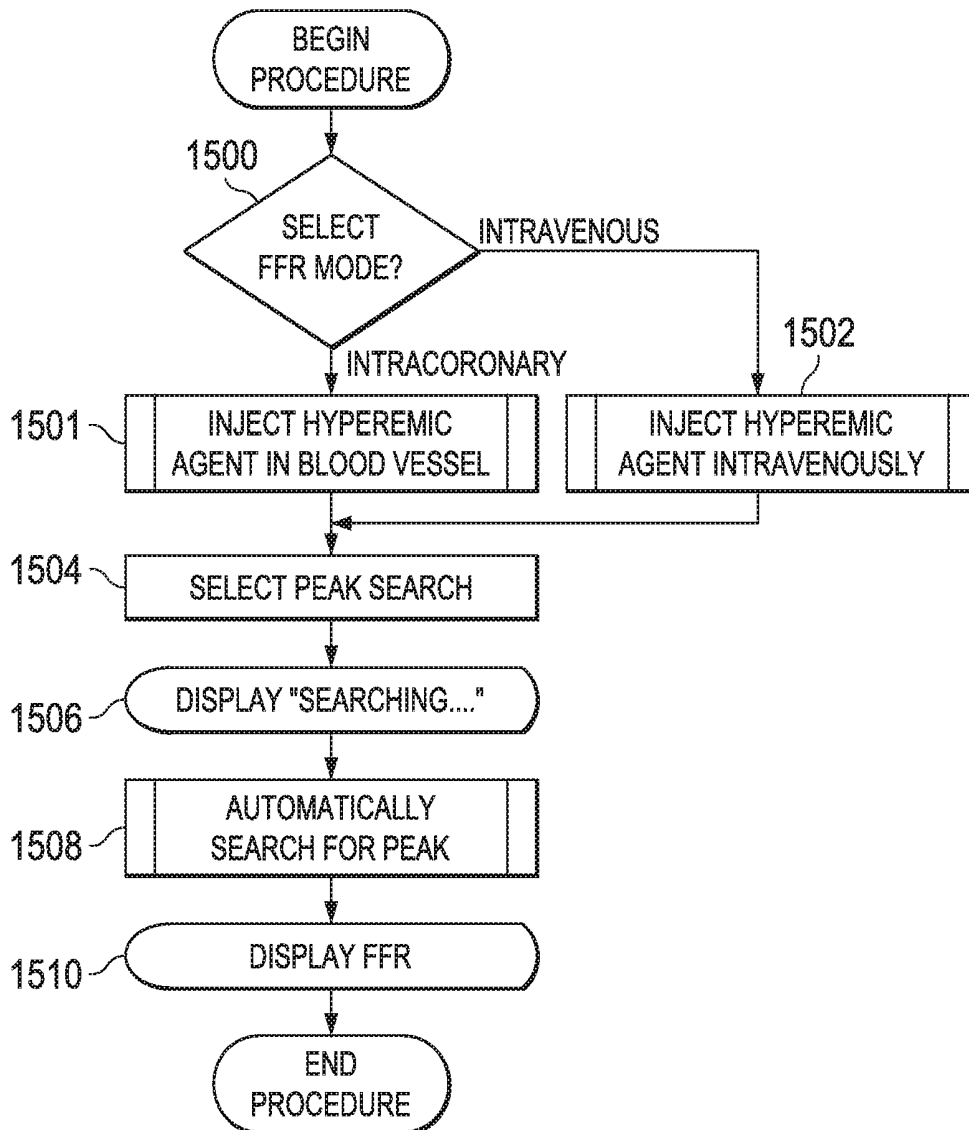 BEGIN
PROCEDURE
1500
SELECT
FFR MODE?
INTRAVENOUS
INTRACORONARY
1502
1501
INJECT HYPEREMIC
AGENT IN BLOOD VESSEL
INJECT HYPEREMIC
AGENT INTRAVENOUSLY
1504
SELECT PEAK SEARCH
1506
DISPLAY "SEARCHING...."
1508
AUTOMATICALLY
SEARCH FOR PEAK
1510
DISPLAY FFR
END
PROCEDURE